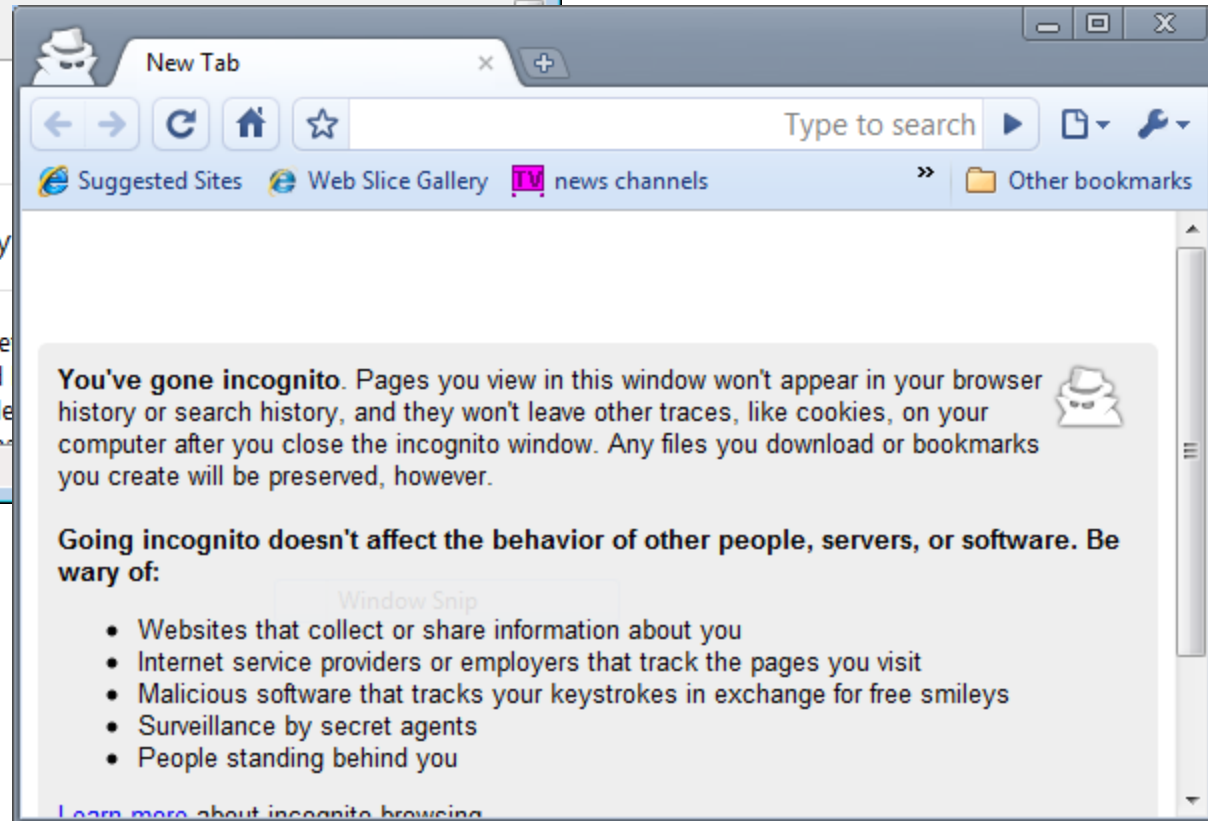 New Tab
Type to search
Suggested Sites Web Slice Gallery TV news channels » Other bookmarks
You've gone incognito. Pages you view in this window won't appear in your browser
history or search history, and they won't leave other traces, like cookies, on your
computer after you close the incognito window. Any files you download or bookmarks
you create will be preserved, however.
Going incognito doesn't affect the behavior of other people, servers, or software. Be
wary of:
Window Snip
• Websites that collect or share information about you
• Internet service providers or employers that track the pages you visit
• Malicious software that tracks your keystrokes in exchange for free smileys
• Surveillance by secret agents
• People standing behind you
Learn more about incognito browsing